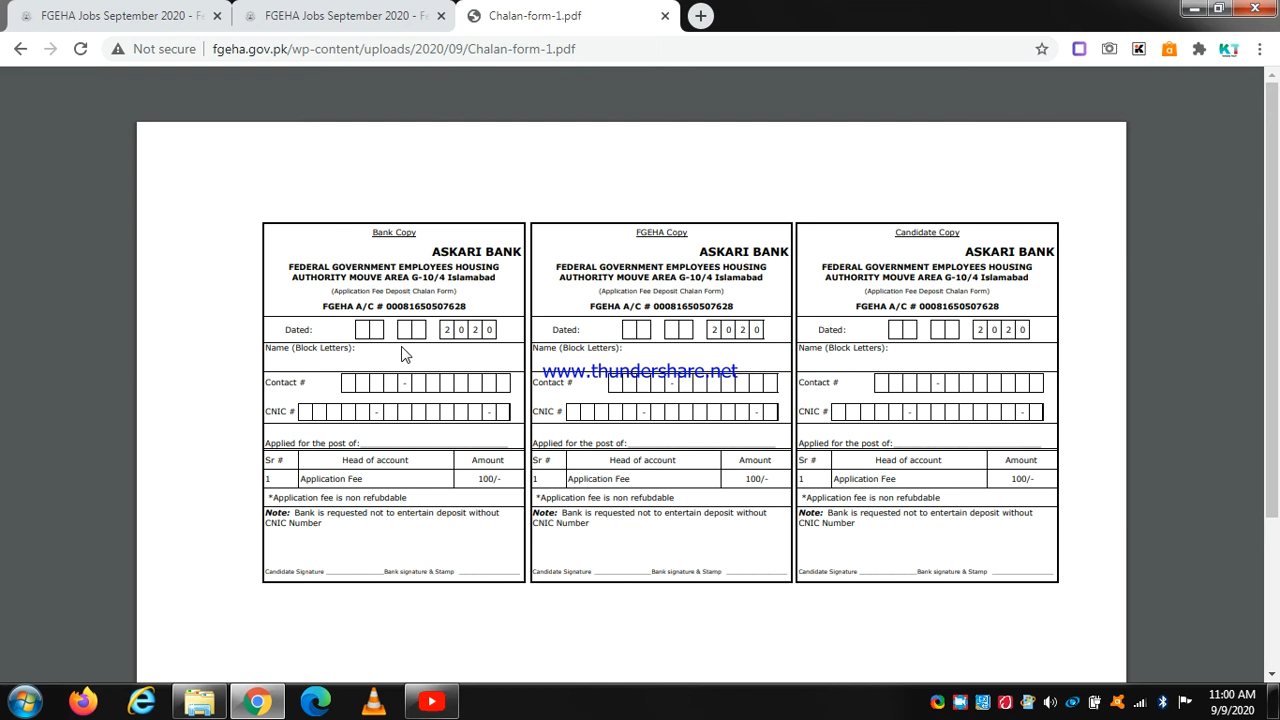 FGEHA Jobs September 2020 - F
FGEHA Jobs September 2020 - F
Chalan-form-1.pdf
Not secure
fgeha.gov.pk/wp-content/uploads/2020/09/Chalan-form-1.pdf
Bank Copy
ASKARI BANK
FEDERAL GOVERNMENT EMPLOYEES HOUSING
AUTHORITY MOUVE AREA G-10/4 Islamabad
(Application Fee Deposit Chalan Form)
FGEHA A/C # 00081650507628
Dated: 2 0 2 0
Name (Block Letters):
Contact # -
CNIC # - -
Applied for the post of:
Sr # Head of account Amount
1 Application Fee 100/-
*Application fee is non refubdable
Note: Bank is requested not to entertain deposit without
CNIC Number
Candidate Signature Bank signature & Stamp
FGEHA Copy
ASKARI BANK
FEDERAL GOVERNMENT EMPLOYEES HOUSING
AUTHORITY MOUVE AREA G-10/4 Islamabad
(Application Fee Deposit Chalan Form)
FGEHA A/C # 00081650507628
Dated: 2 0 2 0
Name (Block Letters):
www.thundershare.net
Contact # -
CNIC # - -
Applied for the post of:
Sr # Head of account Amount
1 Application Fee 100/-
*Application fee is non refubdable
Note: Bank is requested not to entertain deposit without
CNIC Number
Candidate Signature Bank signature & Stamp
Candidate Copy
ASKARI BANK
FEDERAL GOVERNMENT EMPLOYEES HOUSING
AUTHORITY MOUVE AREA G-10/4 Islamabad
(Application Fee Deposit Chalan Form)
FGEHA A/C # 00081650507628
Dated: 2 0 2 0
Name (Block Letters):
Contact # -
CNIC # - -
Applied for the post of:
Sr # Head of account Amount
1 Application Fee 100/-
*Application fee is non refubdable
Note: Bank is requested not to entertain deposit without
CNIC Number
Candidate Signature Bank signature & Stamp
11:00 AM
9/9/2020